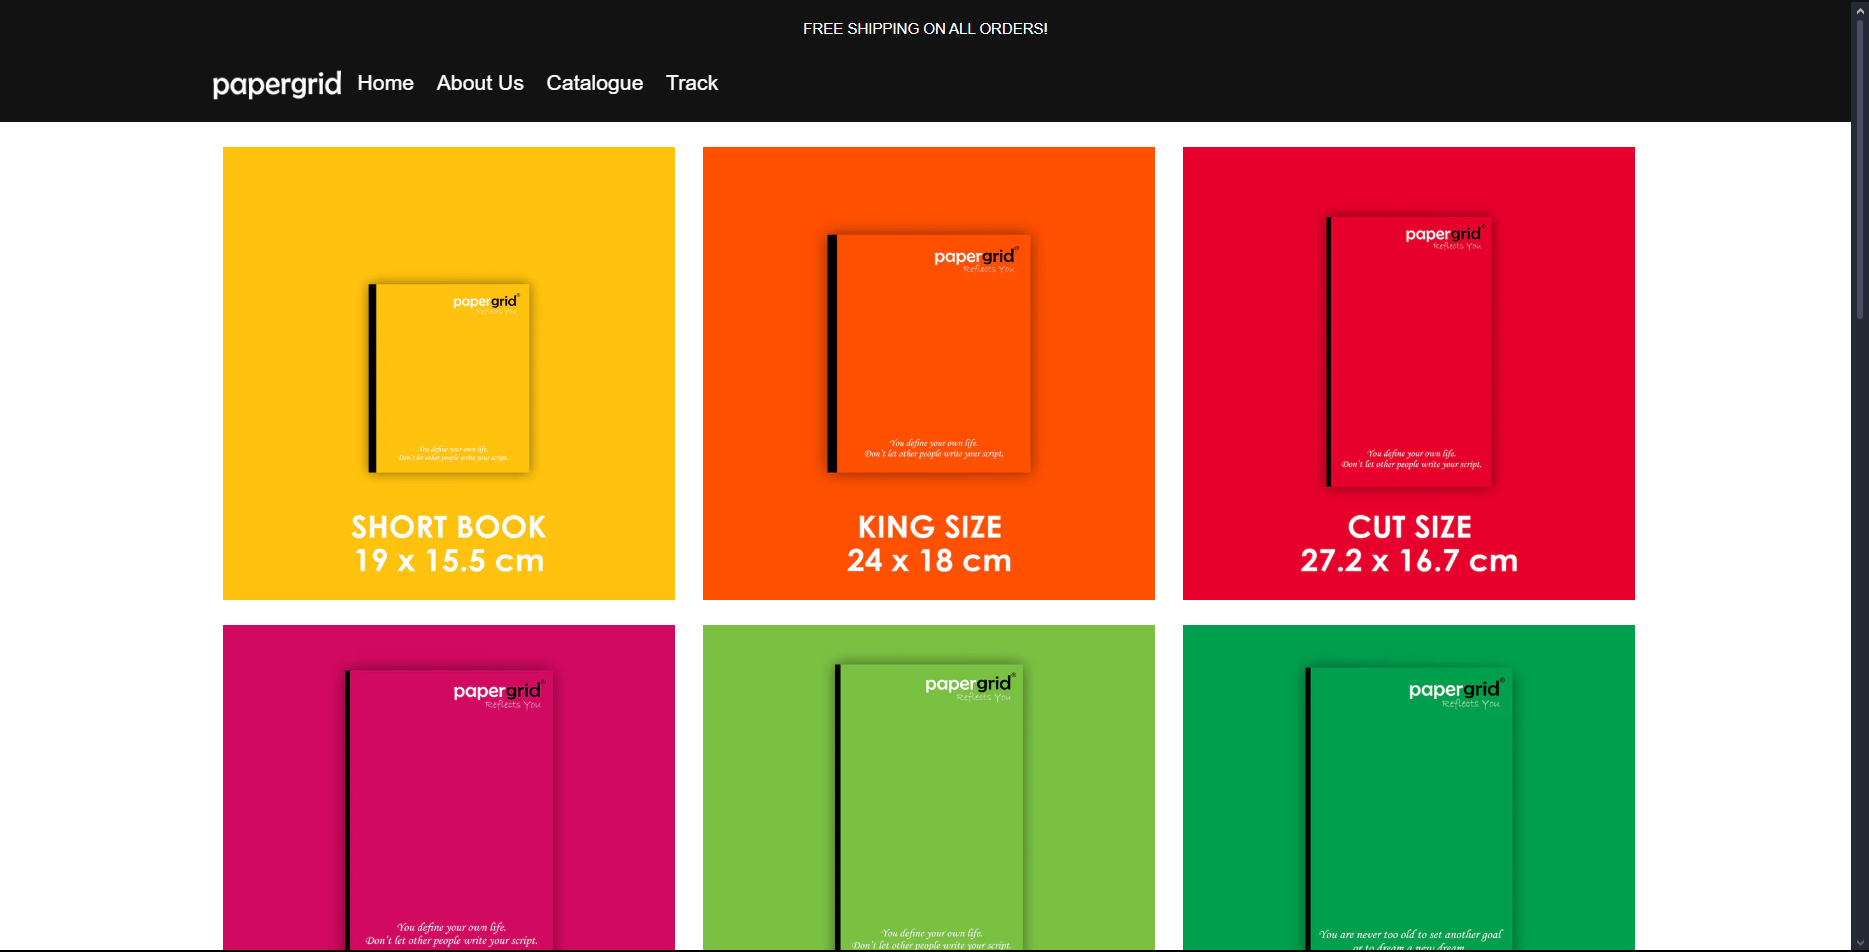 FREE SHIPPING ON ALL ORDERS!
papergrid Home About Us Catalogue Track
papergrid
Reflects You
You define your own life.
Don't let other people write your script.
SHORT BOOK
19 x 15.5 cm
papergrid
Reflects You
You define your own life.
Don't let other people write your script.
KING SIZE
24 x 18 cm
papergrid
Reflects You
You define your own life.
Don't let other people write your script.
CUT SIZE
27.2 x 16.7 cm
papergrid
Reflects You
You define your own life.
Don't let other people write your script.
papergrid
Reflects You
You define your own life.
Don't let other people write your script.
papergrid
Reflects You
You are never too old to set another goal
or to dream a new dream